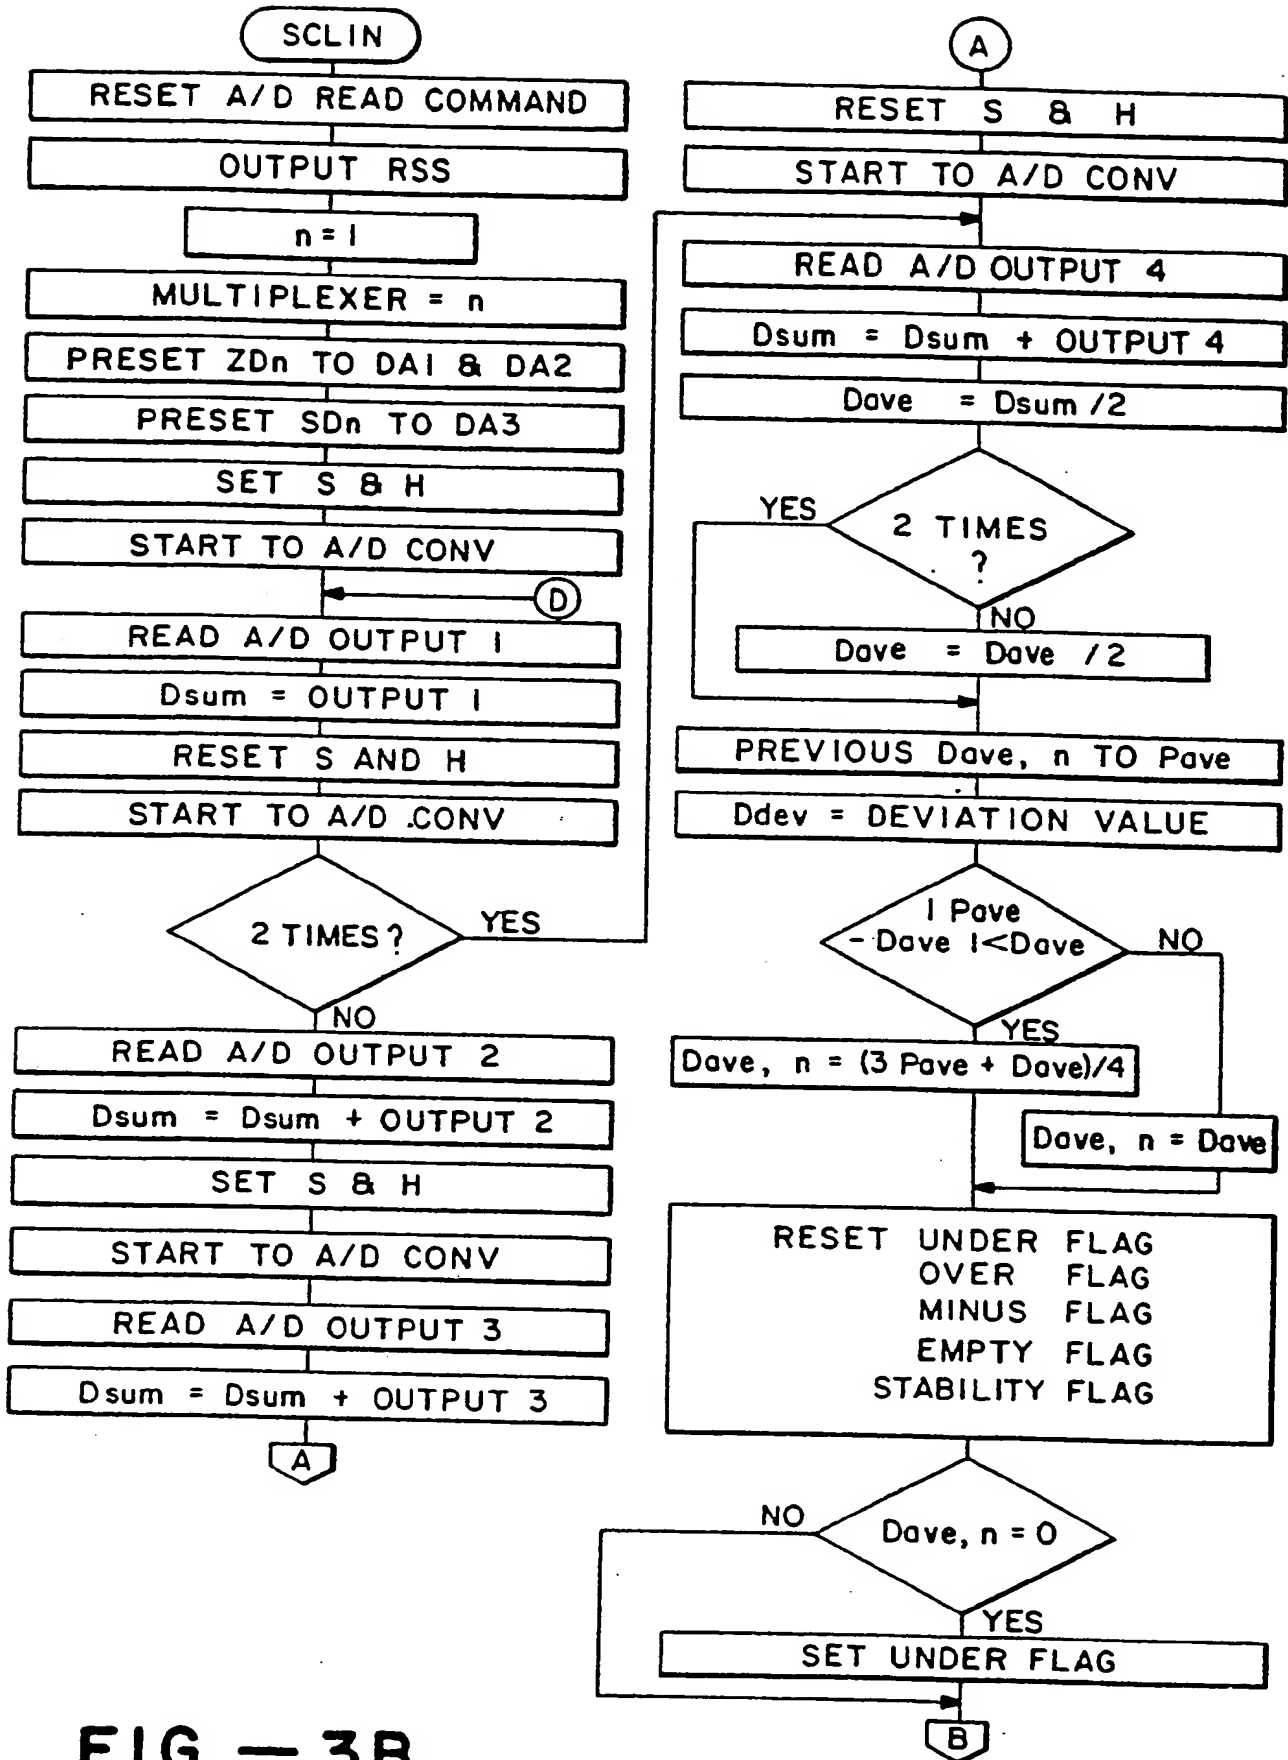 SCLIN
RESET A/D READ COMMAND
OUTPUT RSS
n = 1
MULTIPLEXER = n
PRESET ZDn TO DA1 & DA2
PRESET SDn TO DA3
SET S & H
START TO A/D CONV
D
READ A/D OUTPUT 1
Dsum = OUTPUT 1
RESET S AND H
START TO A/D CONV
2 TIMES?
YES
NO
READ A/D OUTPUT 2
Dsum = Dsum + OUTPUT 2
SET S & H
START TO A/D CONV
READ A/D OUTPUT 3
Dsum = Dsum + OUTPUT 3
A
A
RESET S & H
START TO A/D CONV
READ A/D OUTPUT 4
Dsum = Dsum + OUTPUT 4
Dave = Dsum /2
YES
2 TIMES
?
NO
Dave = Dave /2
PREVIOUS Dave, n TO Pave
Ddev = DEVIATION VALUE
| Pave
- Dave |<Dave
NO
YES
Dave, n = (3 Pave + Dave)/4
Dave, n = Dave
RESET UNDER FLAG
OVER FLAG
MINUS FLAG
EMPTY FLAG
STABILITY FLAG
NO
Dave, n = 0
YES
SET UNDER FLAG
B
FIG — 3B